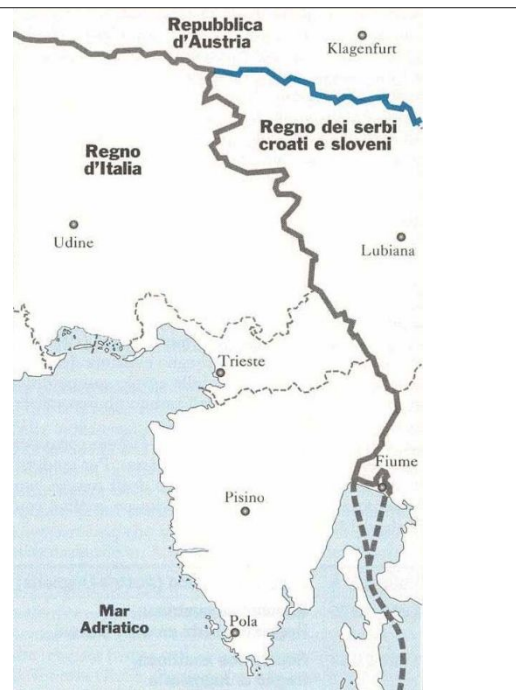 Repubblica
d'Austria
Klagenfurt
Regno dei serbi
croati e sloveni
Regno
d'Italia
Udine
Lubiana
Trieste
Fiume
Pisino
Mar
Adriatico
Pola